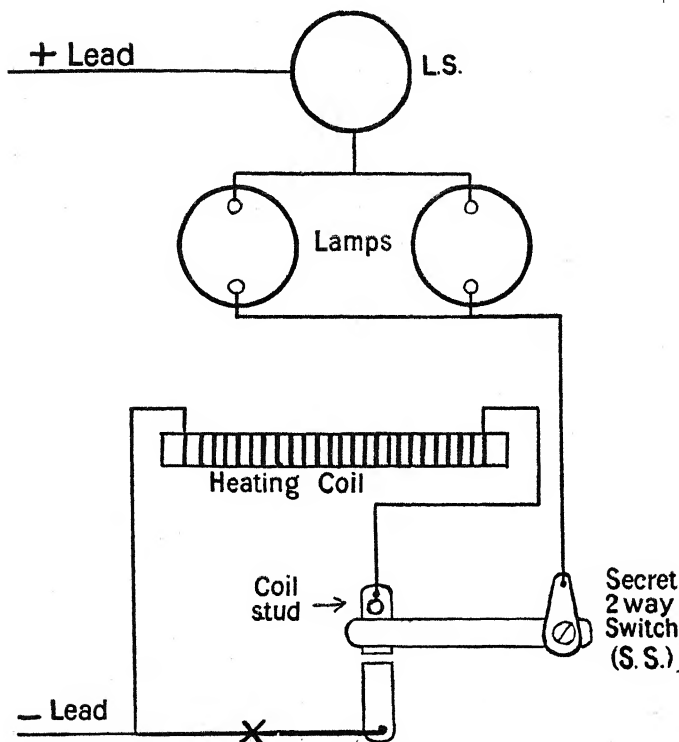 + Lead
L.S.
Lamps
Heating Coil
Coil
stud →
Secret
2 way
Switch
(S.S.)
− Lead
X